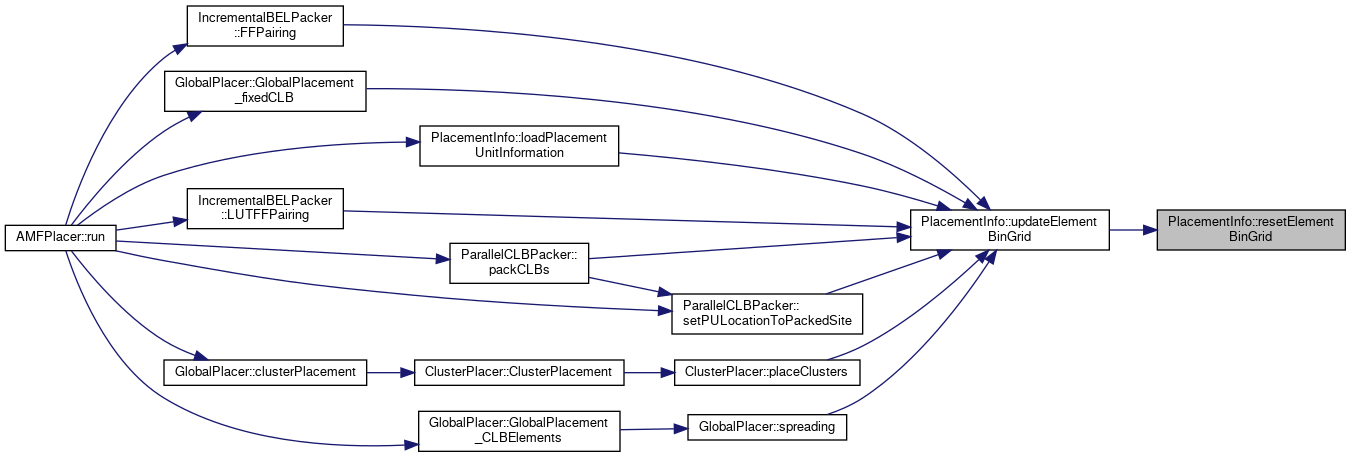 IncrementalBELPacker
::FFPairing
GlobalPlacer::GlobalPlacement
_fixedCLB
PlacementInfo::loadPlacement
UnitInformation
IncrementalBELPacker
::LUTFFPairing
AMFPlacer::run
PlacementInfo::updateElement
BinGrid
PlacementInfo::resetElement
BinGrid
ParallelCLBPacker::
packCLBs
ParallelCLBPacker::
setPULocationToPackedSite
GlobalPlacer::clusterPlacement
ClusterPlacer::ClusterPlacement
ClusterPlacer::placeClusters
GlobalPlacer::GlobalPlacement
_CLBElements
GlobalPlacer::spreading